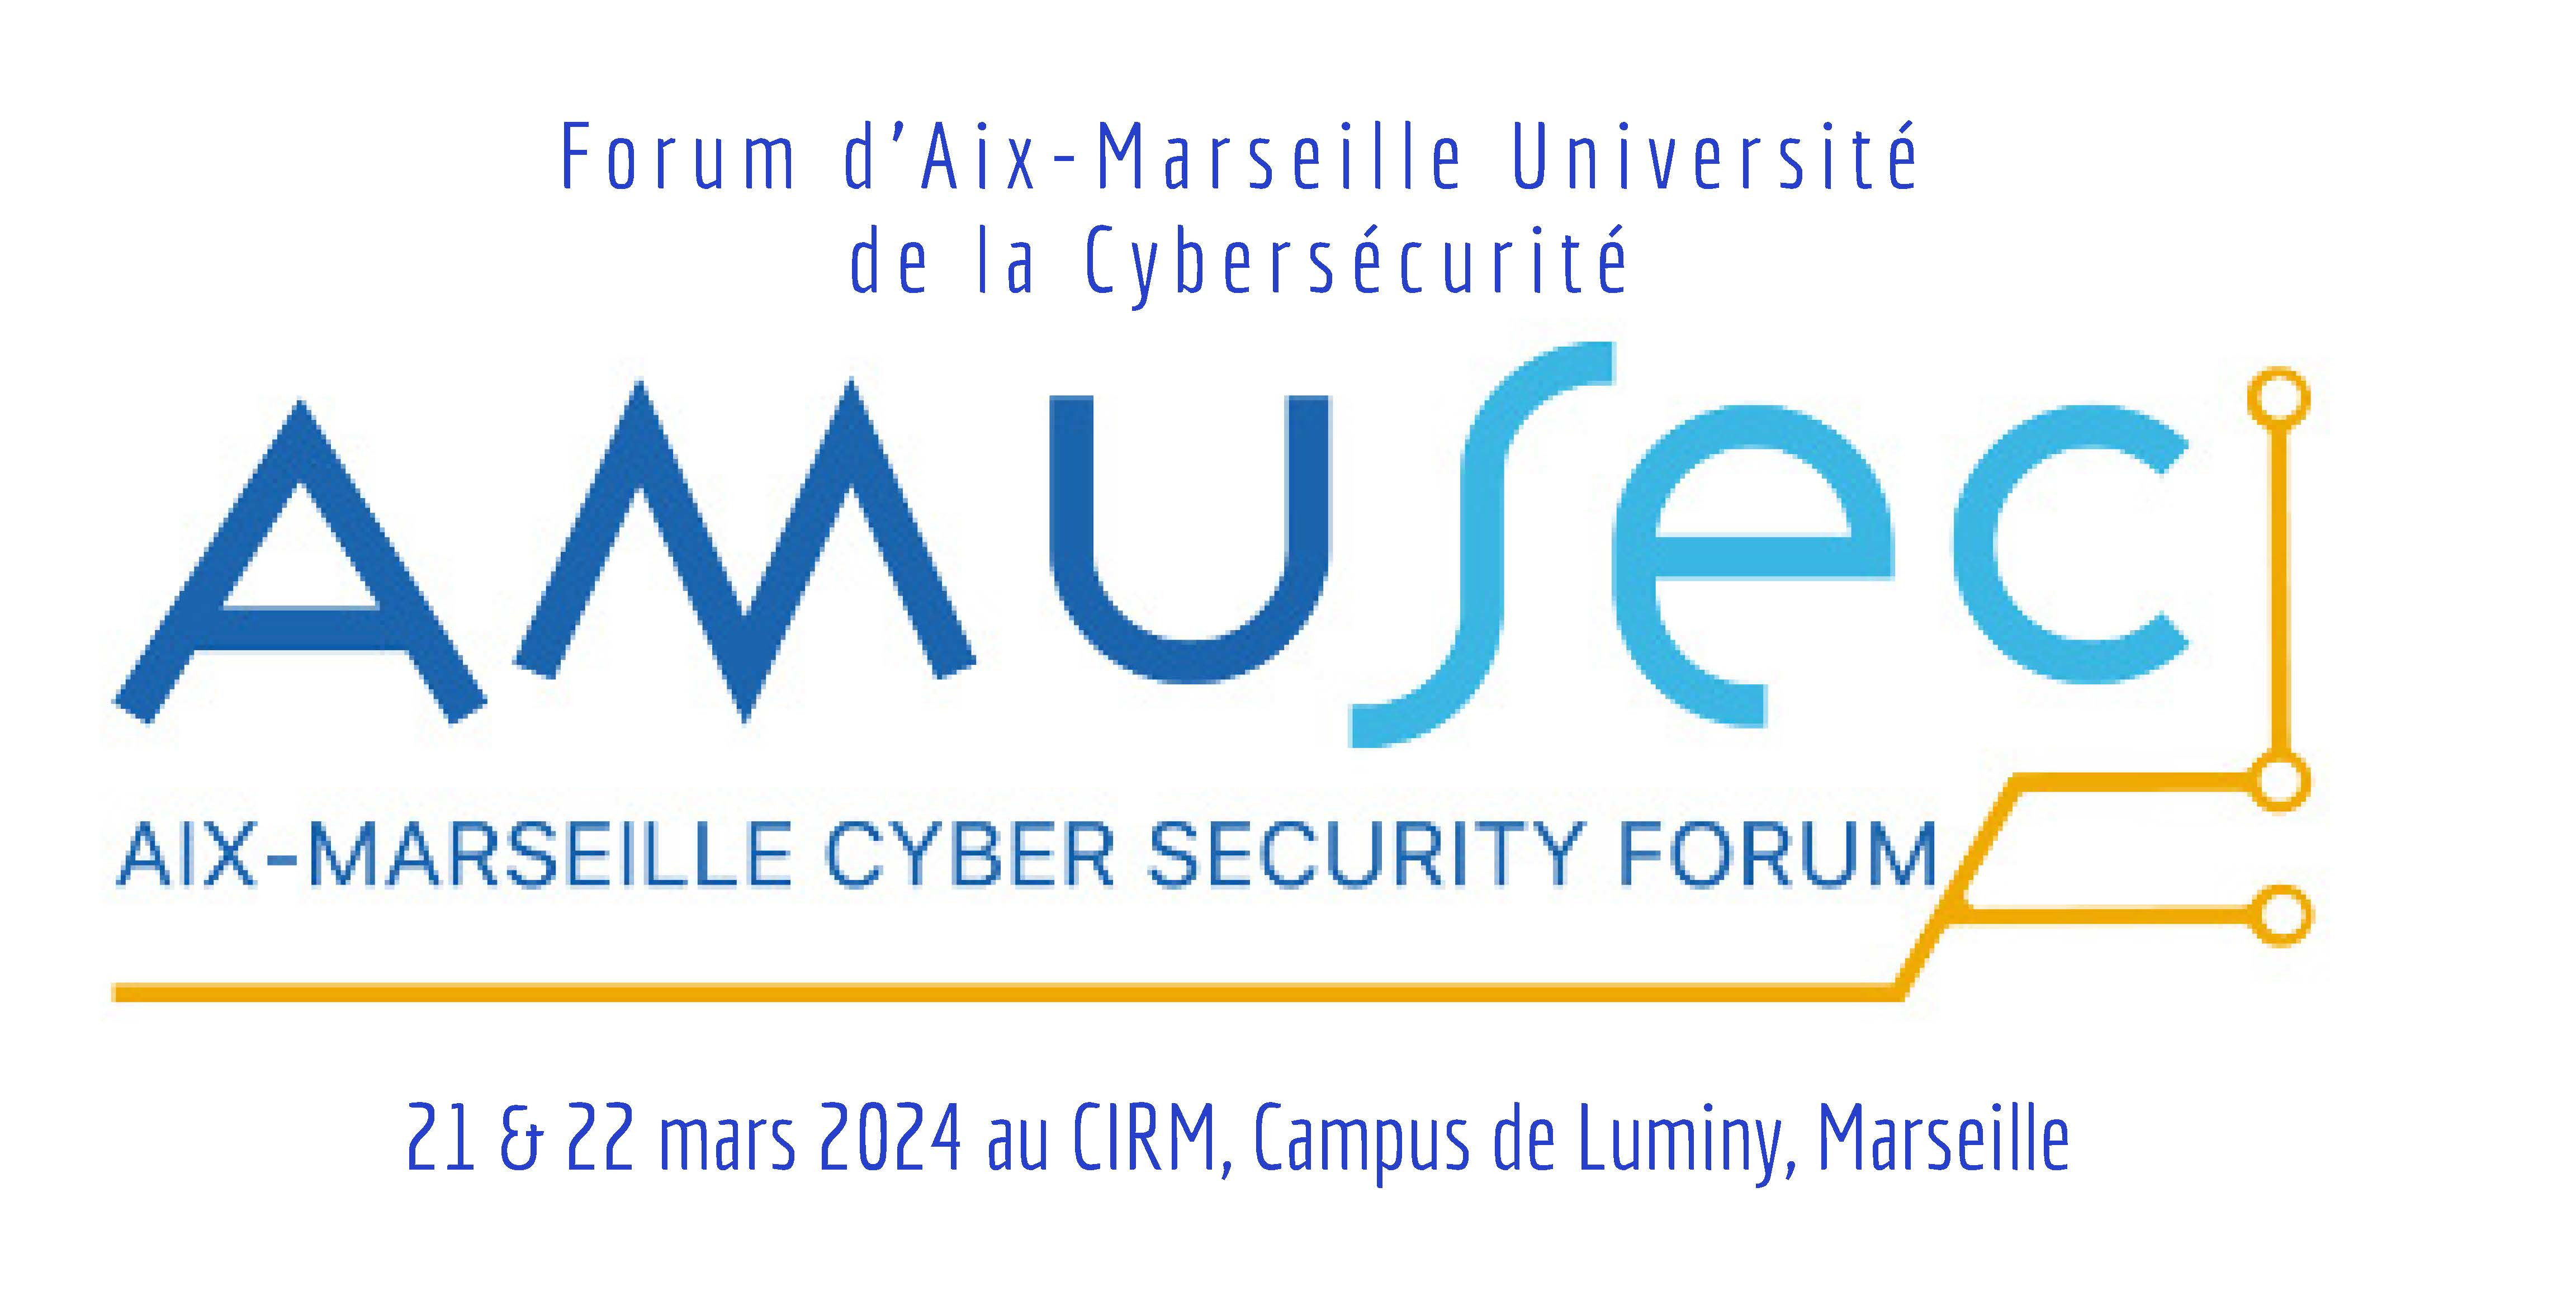 Forum d'Aix-Marseille Université
de la Cybersécurité
AMUSec
AIX-MARSEILLE CYBER SECURITY FORUM
21 & 22 mars 2024 au CIRM, Campus de Luminy, Marseille